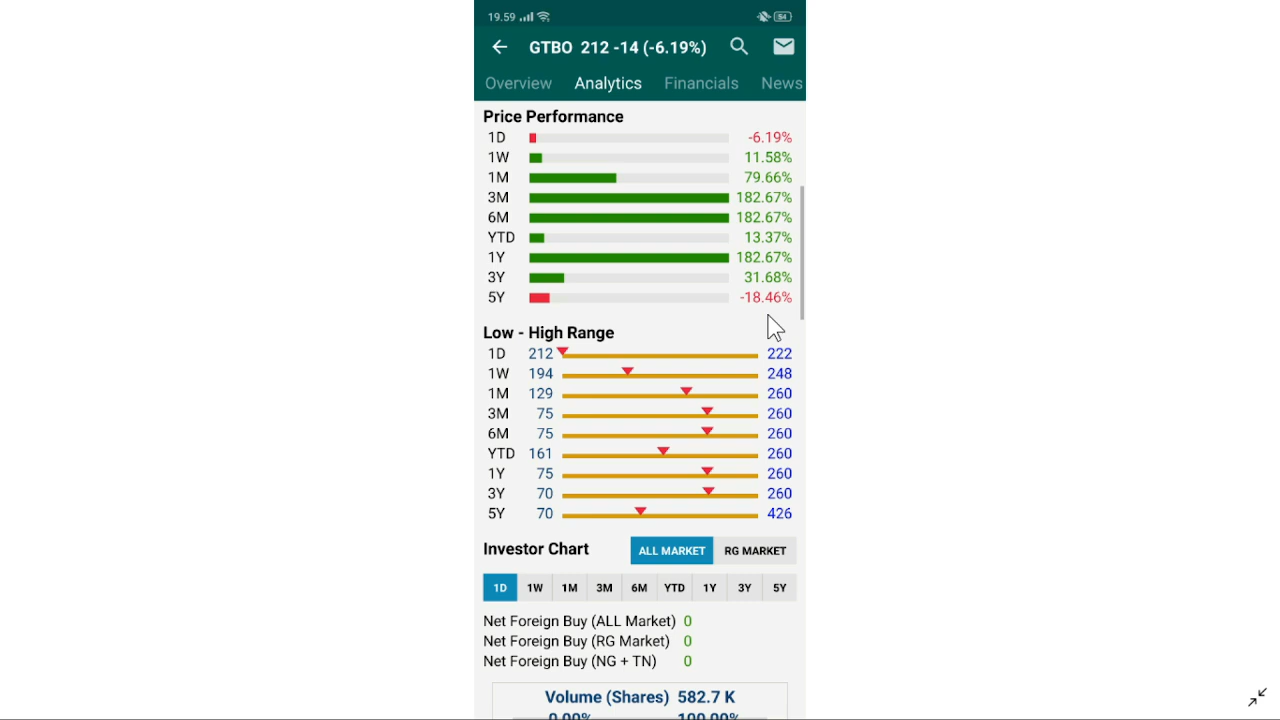 19.59 54
GTBO 212 -14 (-6.19%)
Overview Analytics Financials News
Price Performance
1D -6.19%
1W 11.58%
1M 79.66%
3M 182.67%
6M 182.67%
YTD 13.37%
1Y 182.67%
3Y 31.68%
5Y -18.46%
Low - High Range
1D 212 222
1W 194 248
1M 129 260
3M 75 260
6M 75 260
YTD 161 260
1Y 75 260
3Y 70 260
5Y 70 426
Investor Chart ALL MARKET RG MARKET
1D 1W 1M 3M 6M YTD 1Y 3Y 5Y
Net Foreign Buy (ALL Market) 0
Net Foreign Buy (RG Market) 0
Net Foreign Buy (NG + TN) 0
Volume (Shares) 582.7 K
0.00% 100.00%